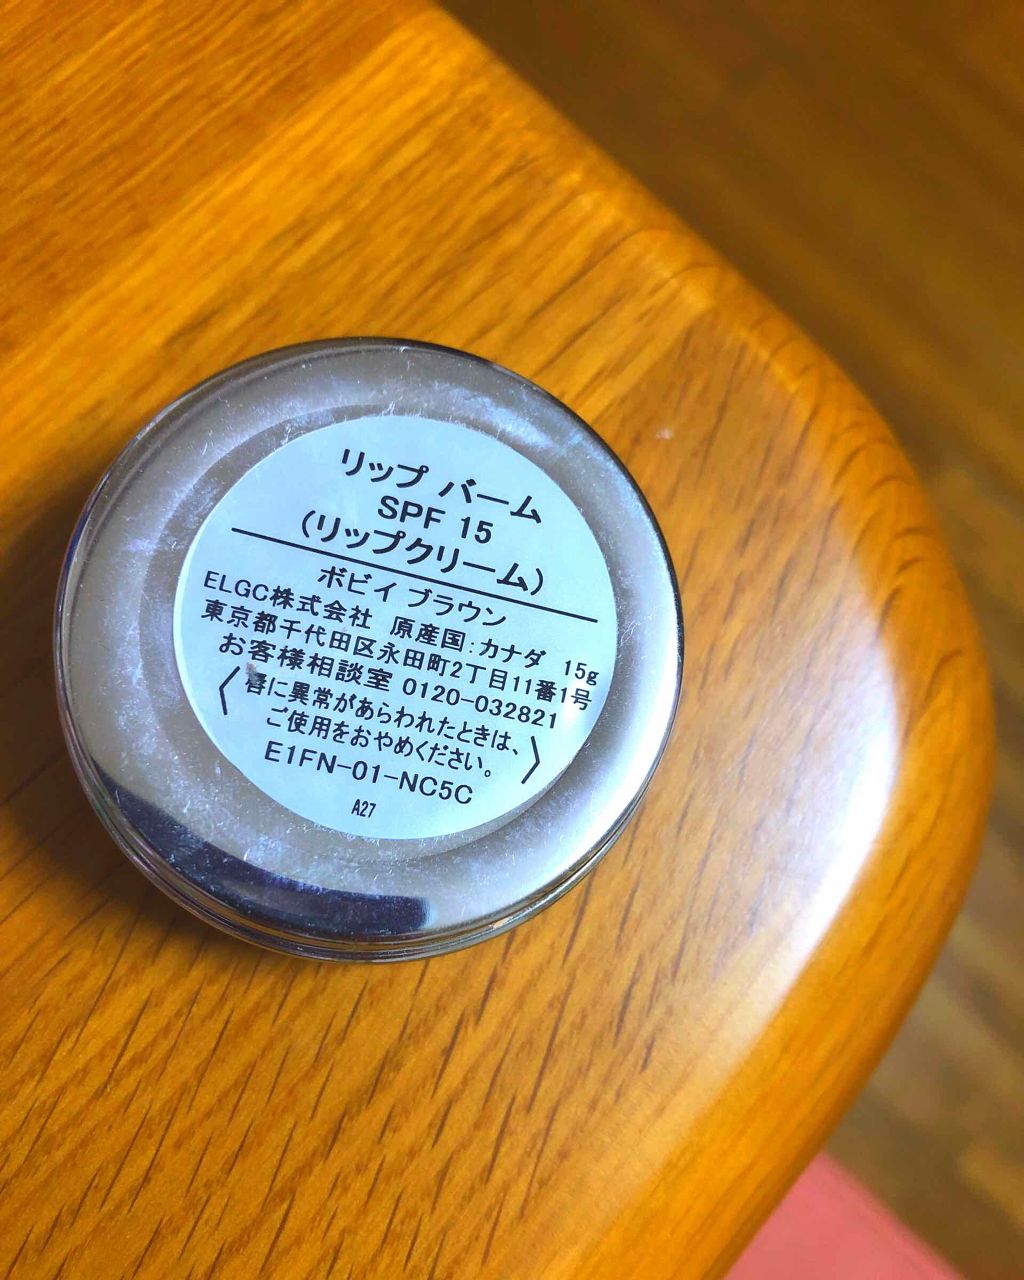 リップ バーム
SPF 15
(リップクリーム)
ボビイ ブラウン
ELGC株式会社 原産国:カナダ 15g
東京都千代田区永田町2丁目11番1号
お客様相談室 0120-032821
〈唇に異常があらわれたときは、
ご使用をおやめください。〉
E1FN-01-NC5C
A27